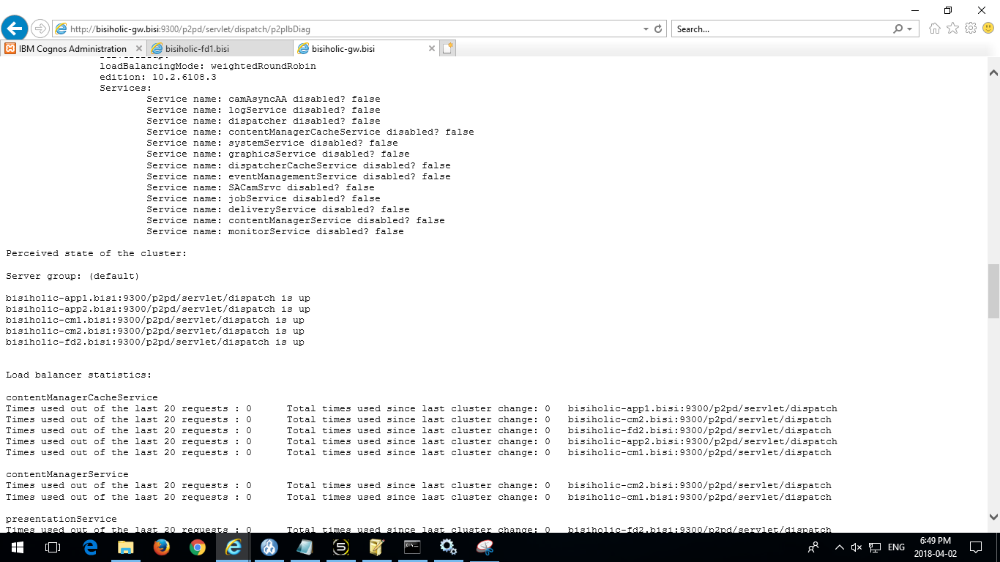 http://bisiholic-gw.bisi:9300/p2pd/servlet/dispatch/p2plbDiag
Search...
IBM Cognos Administration
bisiholic-fd1.bisi
bisiholic-gw.bisi
loadBalancingMode: weightedRoundRobin
edition: 10.2.6108.3
Services:
Service name: camAsyncAA disabled? false
Service name: logService disabled? false
Service name: dispatcher disabled? false
Service name: contentManagerCacheService disabled? false
Service name: systemService disabled? false
Service name: graphicsService disabled? false
Service name: dispatcherCacheService disabled? false
Service name: eventManagementService disabled? false
Service name: SACamSrvc disabled? false
Service name: jobService disabled? false
Service name: deliveryService disabled? false
Service name: contentManagerService disabled? false
Service name: monitorService disabled? false
Perceived state of the cluster:
Server group: (default)
bisiholic-app1.bisi:9300/p2pd/servlet/dispatch is up
bisiholic-app2.bisi:9300/p2pd/servlet/dispatch is up
bisiholic-cm1.bisi:9300/p2pd/servlet/dispatch is up
bisiholic-cm2.bisi:9300/p2pd/servlet/dispatch is up
bisiholic-fd2.bisi:9300/p2pd/servlet/dispatch is up
Load balancer statistics:
contentManagerCacheService
Times used out of the last 20 requests : 0 Total times used since last cluster change: 0 bisiholic-app1.bisi:9300/p2pd/servlet/dispatch
Times used out of the last 20 requests : 0 Total times used since last cluster change: 0 bisiholic-cm2.bisi:9300/p2pd/servlet/dispatch
Times used out of the last 20 requests : 0 Total times used since last cluster change: 0 bisiholic-fd2.bisi:9300/p2pd/servlet/dispatch
Times used out of the last 20 requests : 0 Total times used since last cluster change: 0 bisiholic-app2.bisi:9300/p2pd/servlet/dispatch
Times used out of the last 20 requests : 0 Total times used since last cluster change: 0 bisiholic-cm1.bisi:9300/p2pd/servlet/dispatch
contentManagerService
Times used out of the last 20 requests : 0 Total times used since last cluster change: 0 bisiholic-cm2.bisi:9300/p2pd/servlet/dispatch
Times used out of the last 20 requests : 0 Total times used since last cluster change: 0 bisiholic-cm1.bisi:9300/p2pd/servlet/dispatch
presentationService
Times used out of the last 20 requests : 0 Total times used since last cluster change: 0 bisiholic-fd2.bisi:9300/p2pd/servlet/dispatch
ENG
6:49 PM
2018-04-02